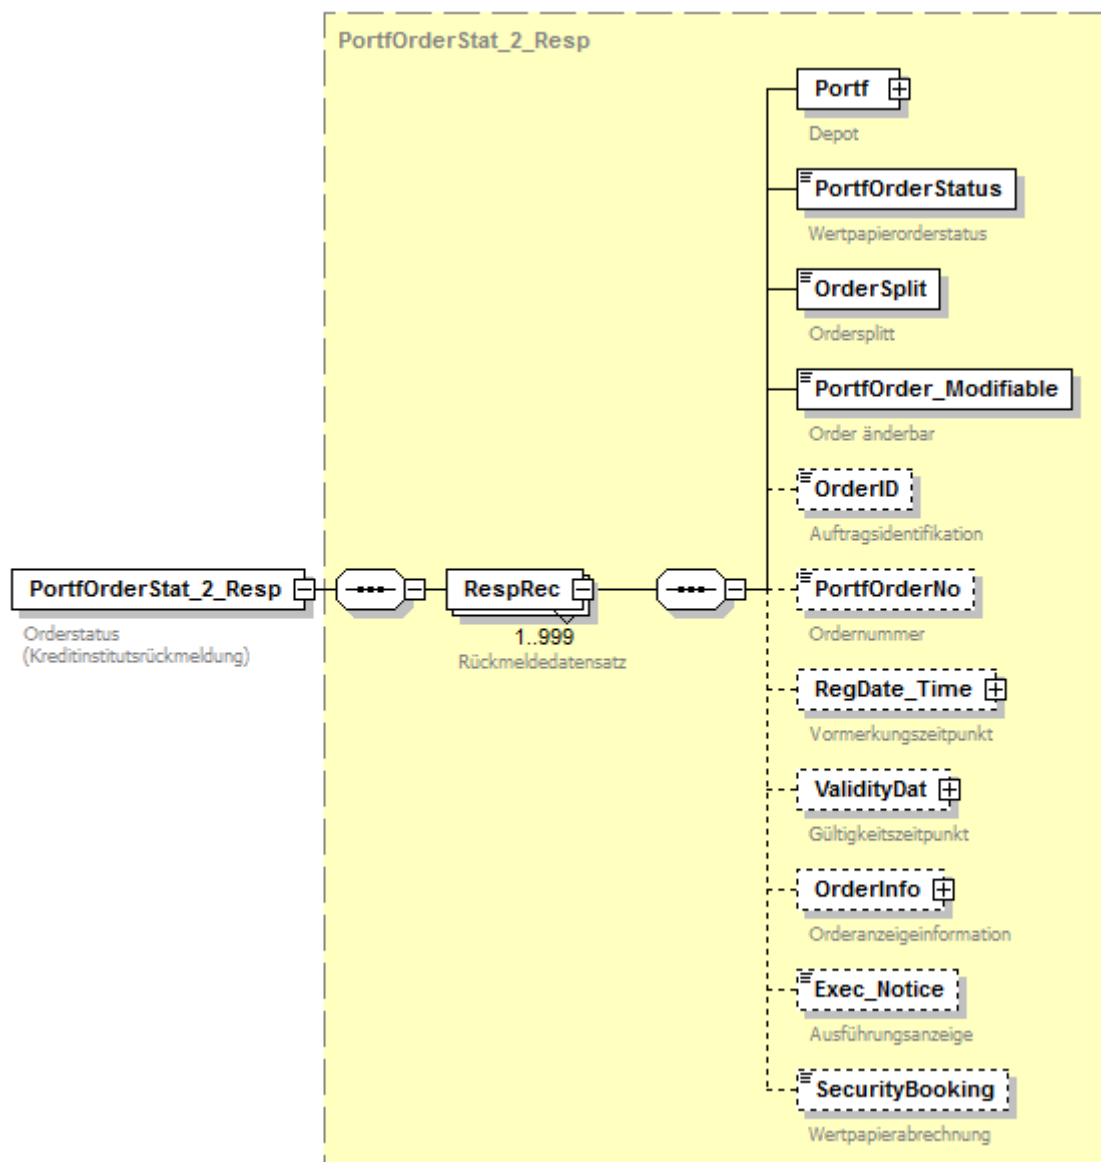 PortfOrderStat_2_Resp
Portf
Depot
PortfOrderStatus
Wertpapierorderstatus
OrderSplit
Ordersplitt
PortfOrder_Modifiable
Order änderbar
OrderID
Auftragsidentifikation
PortfOrderStat_2_Resp
Orderstatus
(Kreditinstitutsrückmeldung)
RespRec
1..999
Rückmeldedatensatz
PortfOrderNo
Ordernummer
RegDate_Time
Vormerkungszeitpunkt
ValidityDat
Gültigkeitszeitpunkt
OrderInfo
Orderanzeigeinformation
Exec_Notice
Ausführungsanzeige
SecurityBooking
Wertpapierabrechnung